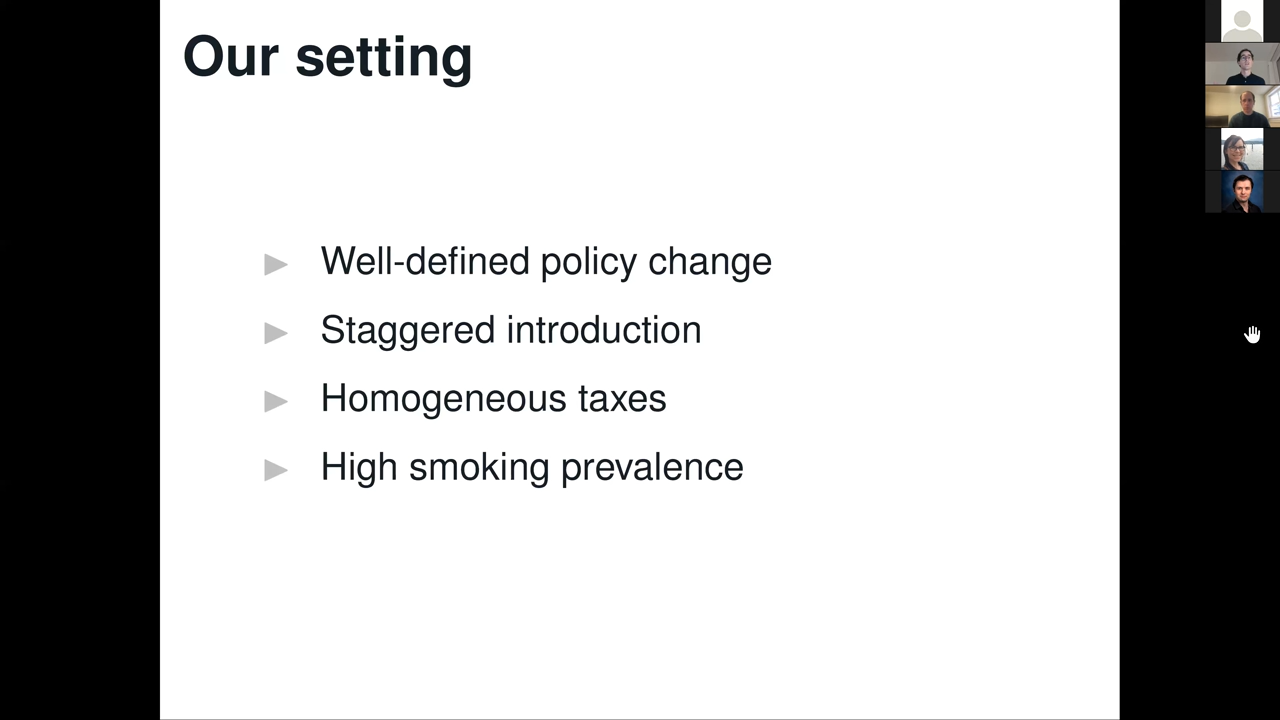 Our setting
Well-defined policy change
Staggered introduction
Homogeneous taxes
High smoking prevalence